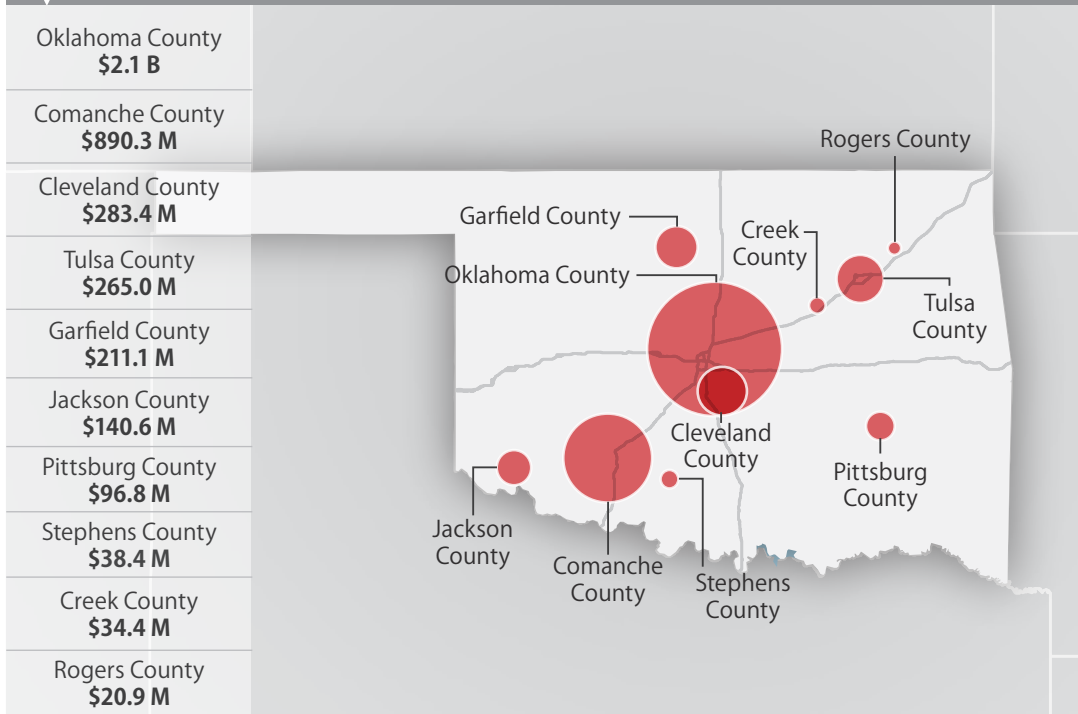 Oklahoma County
$2.1 B
Comanche County
$890.3 M
Cleveland County
$283.4 M
Tulsa County
$265.0 M
Garfield County
$211.1 M
Jackson County
$140.6 M
Pittsburg County
$96.8 M
Stephens County
$38.4 M
Creek County
$34.4 M
Rogers County
$20.9 M
Rogers County
Garfield County
Creek
County
Oklahoma County
Tulsa
County
Cleveland
County
Pittsburg
County
Jackson
County
Comanche
County
Stephens
County